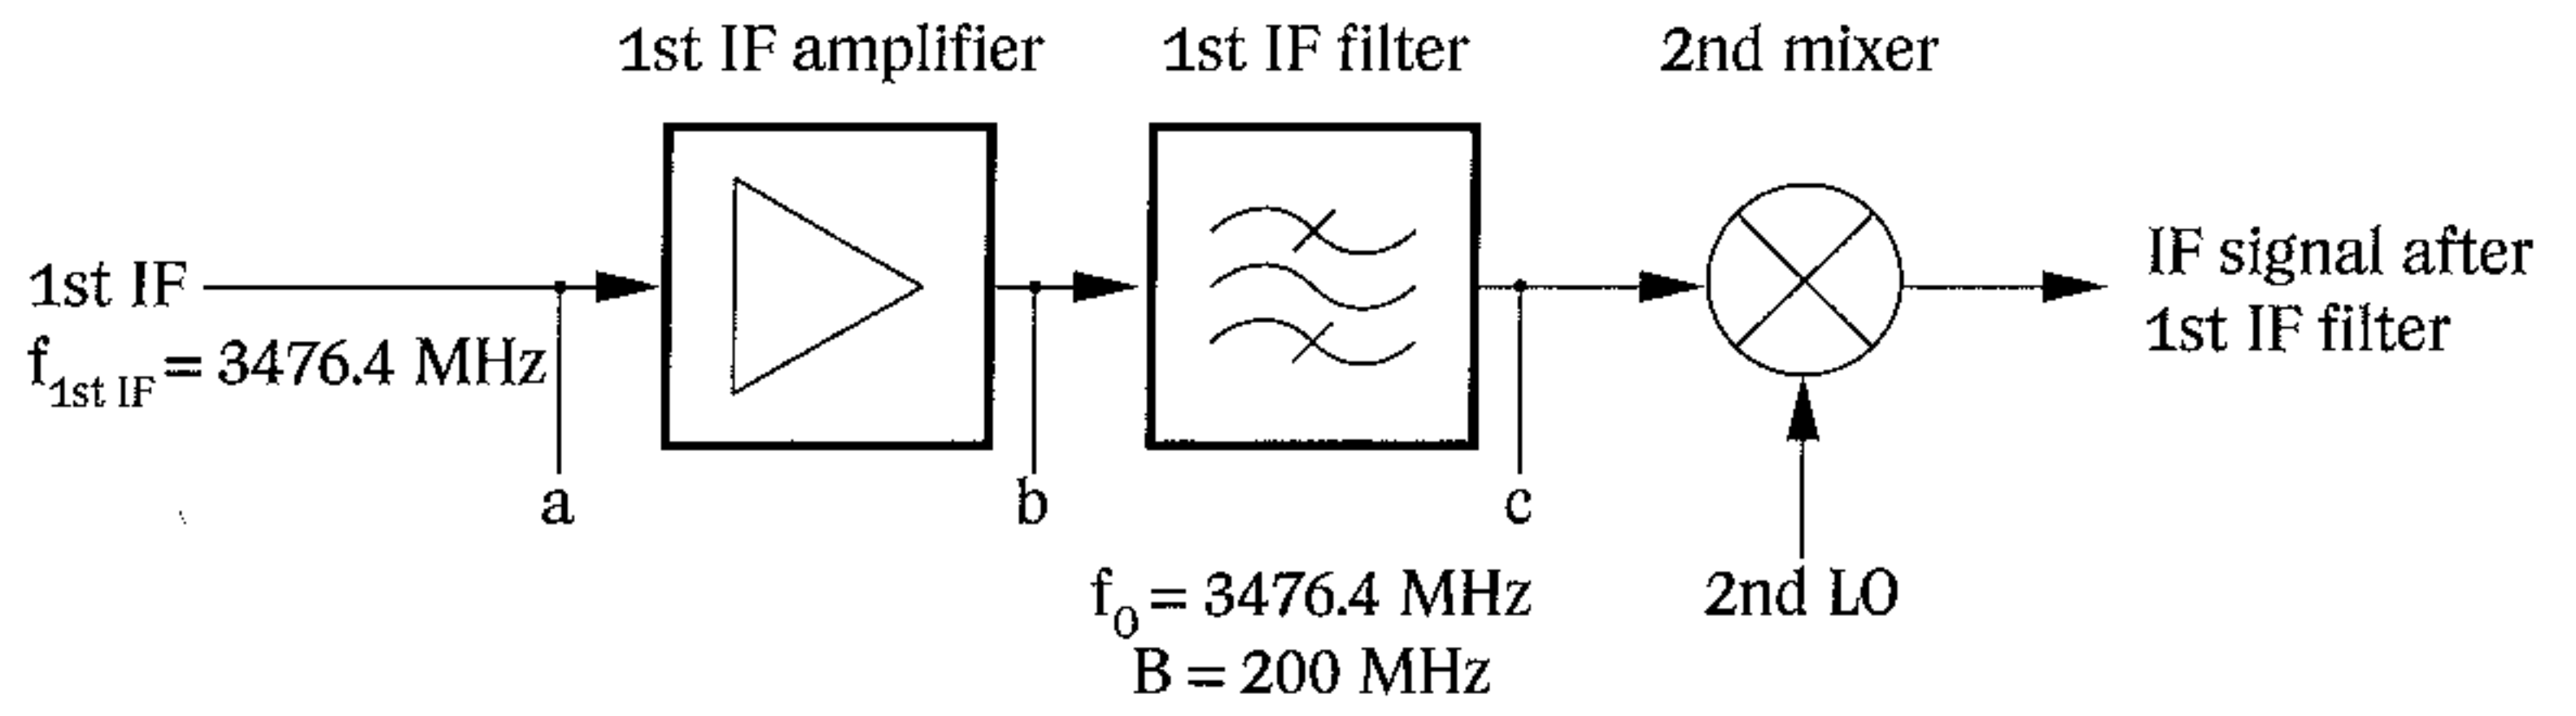 1st IF amplifier
1st IF filter
2nd mixer
1st IF
f1st IF = 3476.4 MHz
IF signal after
1st IF filter
a
b
c
f0 = 3476.4 MHz
B = 200 MHz
2nd LO